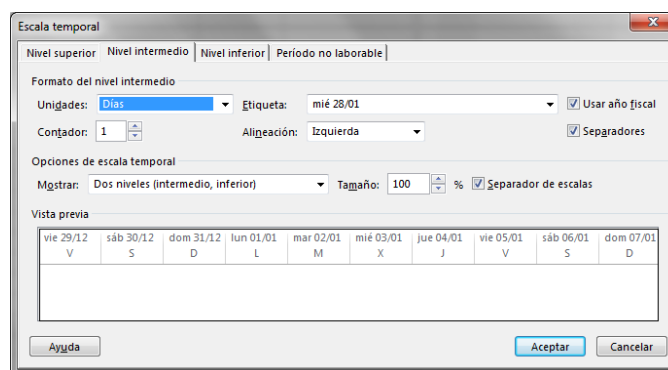 Escala temporal
Nivel superior Nivel intermedio Nivel inferior Período no laborable
Formato del nivel intermedio
Unidades: Días Etiqueta: mié 28/01 Usar año fiscal
Contador: 1 Alineación: Izquierda Separadores
Opciones de escala temporal
Mostrar: Dos niveles (intermedio, inferior) Tamaño: 100 % Separador de escalas
Vista previa
vie 29/12 sáb 30/12 dom 31/12 lun 01/01 mar 02/01 mié 03/01 jue 04/01 vie 05/01 sáb 06/01 dom 07/01
V S D L M X J V S D
Ayuda Aceptar Cancelar